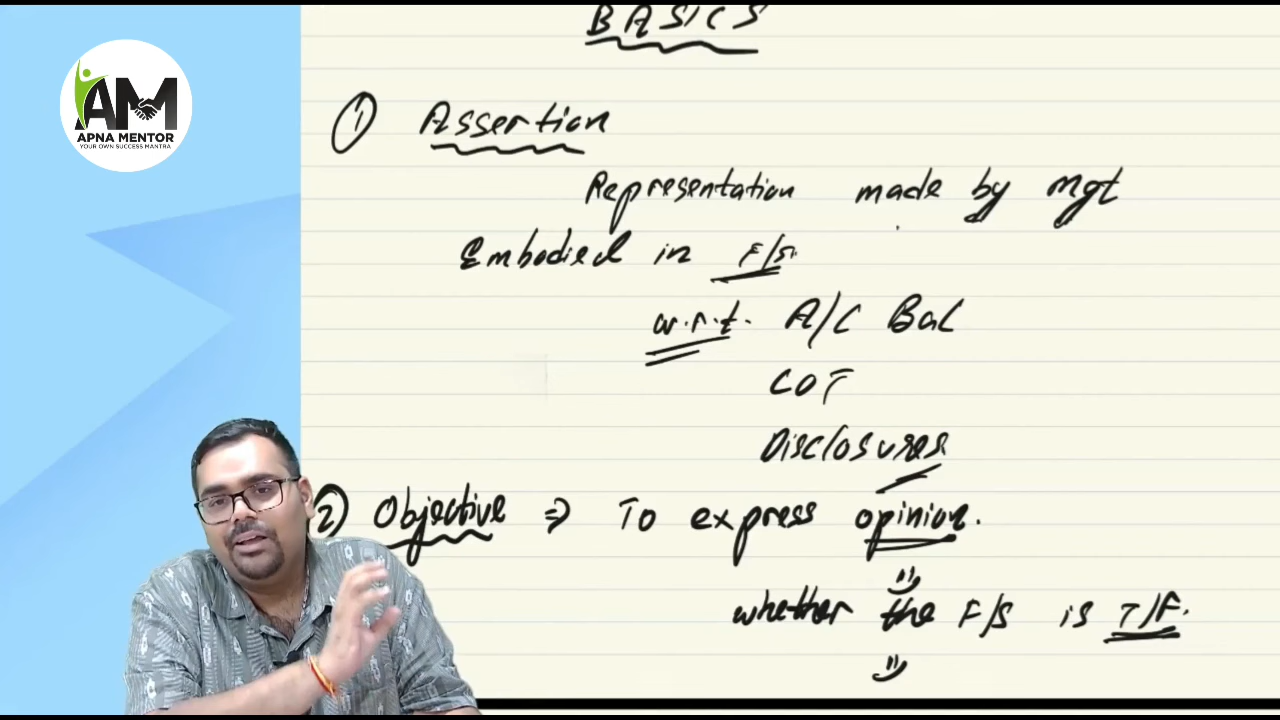 BASICS
AM
APNA MENTOR
YOUR OWN SUCCESS MANTRA
① Assertion
Representation made by Mgt
Embodied in F/S.
w.r.t. A/C Bal
COT
Disclosures
② Objective ⇒ To express opinion.
whether the F/S is T/F.